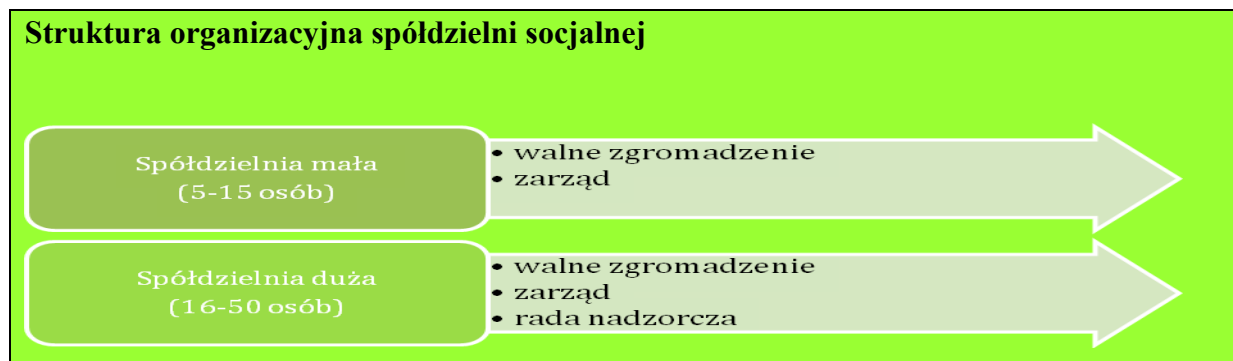 Struktura organizacyjna spółdzielni socjalnej
Spółdzielnia mała
(5-15 osób)
• walne zgromadzenie
• zarząd
Spółdzielnia duża
(16-50 osób)
• walne zgromadzenie
• zarząd
• rada nadzorcza